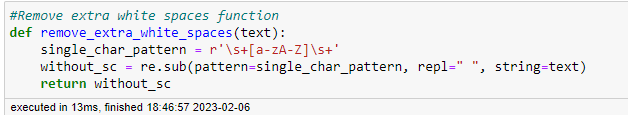 #Remove extra white spaces function
def remove_extra_white_spaces(text):
    single_char_pattern = r'\s+[a-zA-Z]\s+'
    without_sc = re.sub(pattern=single_char_pattern, repl=" ", string=text)
    return without_sc
executed in 13ms, finished 18:46:57 2023-02-06